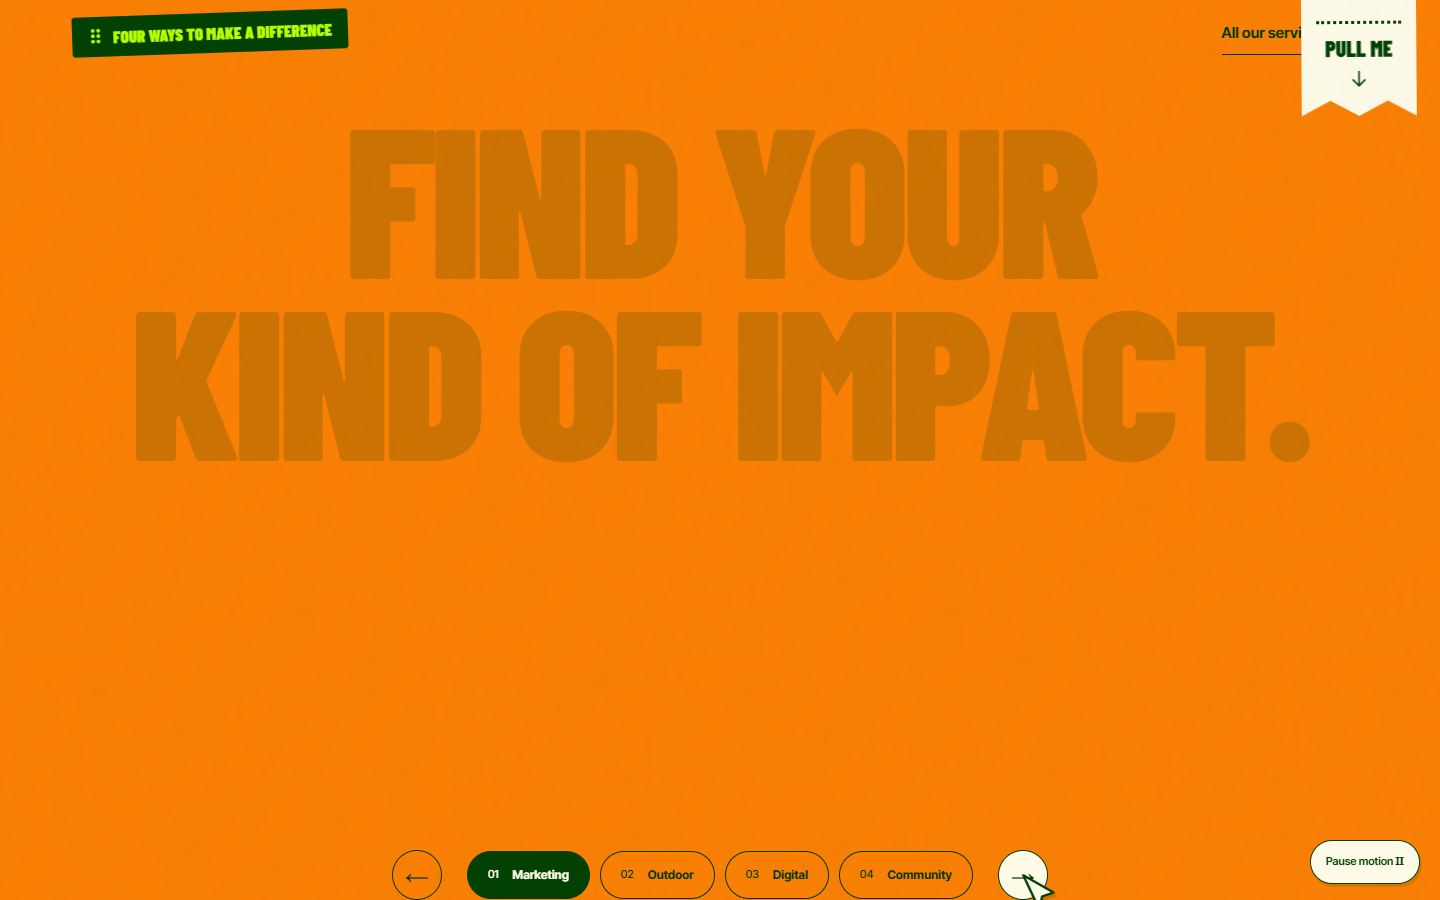 FOUR WAYS TO MAKE A DIFFERENCE
All our servi
PULL ME
FIND YOUR
KIND OF IMPACT.
01 Marketing
02 Outdoor
03 Digital
04 Community
Pause motion